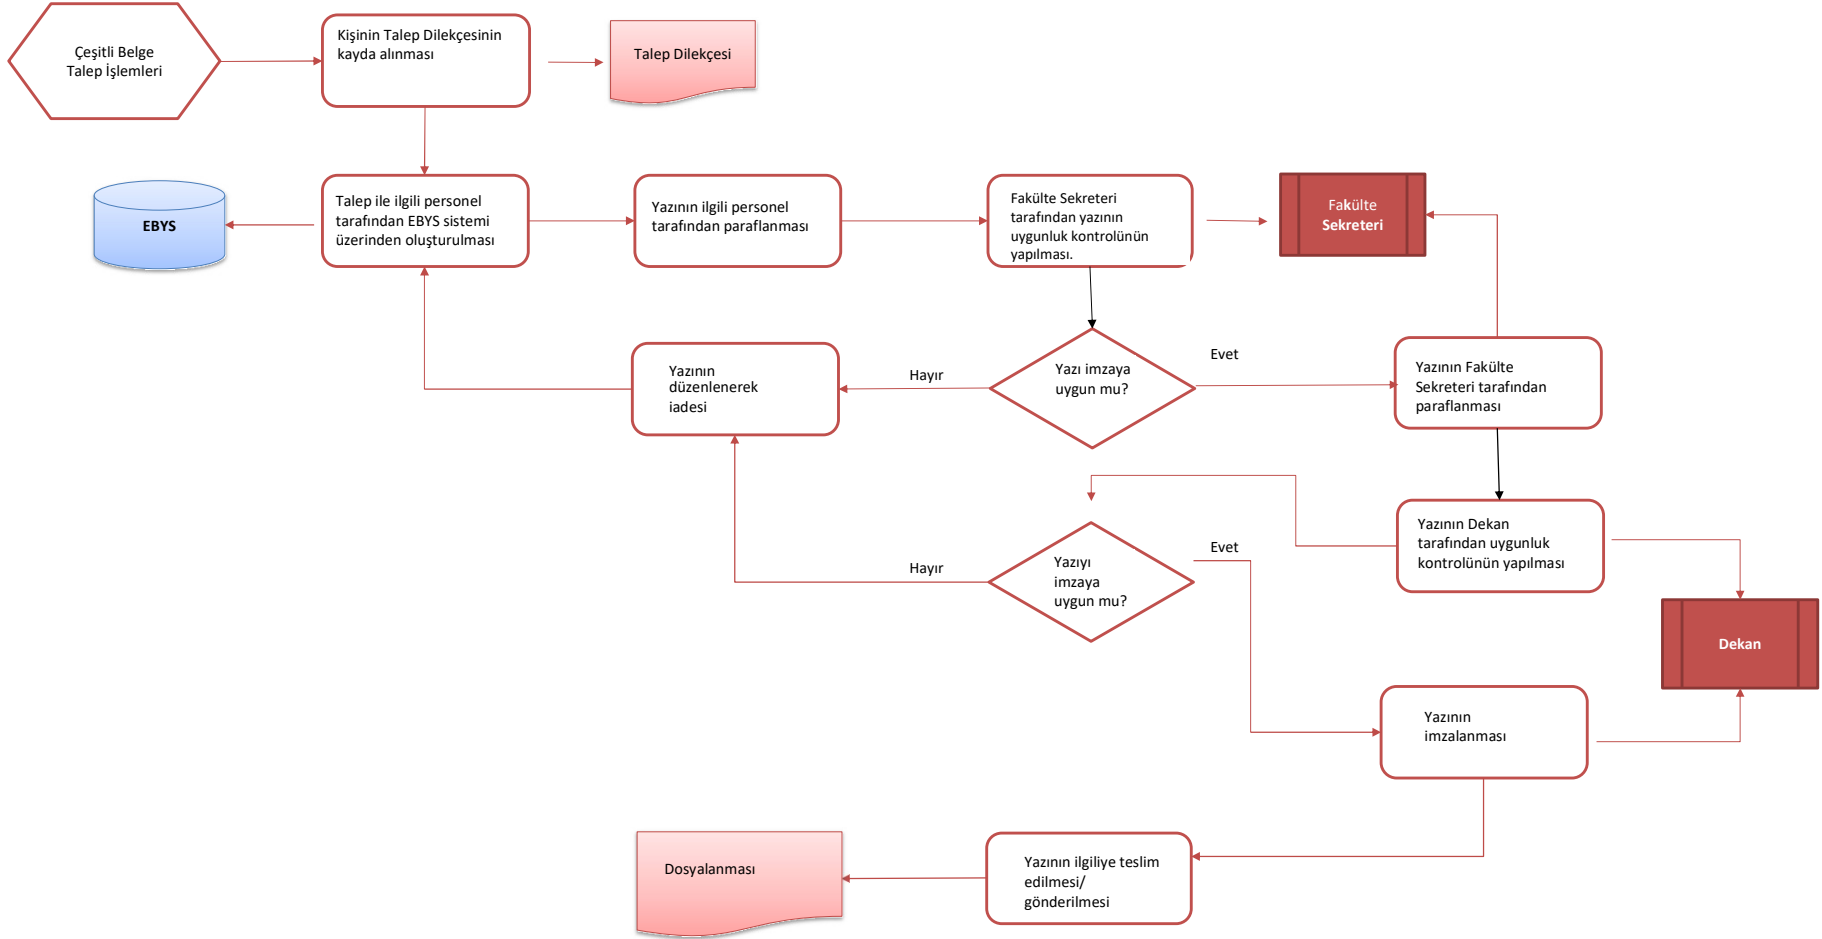 Çeşitli Belge
Talep İşlemleri
Kişinin Talep Dilekçesinin
kayda alınması
Talep Dilekçesi
EBYS
Talep ile ilgili personel
tarafından EBYS sistemi
üzerinden oluşturulması
Yazının ilgili personel
tarafından paraflanması
Fakülte Sekreteri
tarafından yazının
uygunluk kontrolünün
yapılması.
Fakülte
Sekreteri
Yazının
düzenlenerek
iadesi
Hayır
Yazı imzaya
uygun mu?
Evet
Yazının Fakülte
Sekreteri tarafından
paraflanması
Hayır
Yazıyı
imzaya
uygun mu?
Evet
Yazının Dekan
tarafından uygunluk
kontrolünün yapılması
Dekan
Yazının
imzalanması
Dosyalanması
Yazının ilgiliye teslim
edilmesi/
gönderilmesi